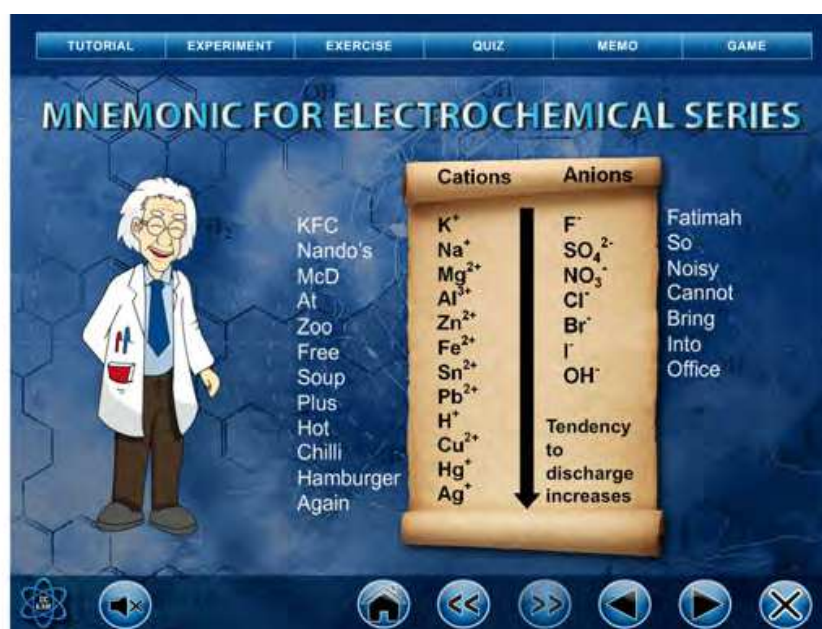 TUTORIAL EXPERIMENT EXERCISE QUIZ MEMO GAME
MNEMONIC FOR ELECTROCHEMICAL SERIES
KFC
Nando's
McD
At
Zoo
Free
Soup
Plus
Hot
Chilli
Hamburger
Again
Cations
K⁺
Na⁺
Mg²⁺
Al³⁺
Zn²⁺
Fe²⁺
Sn²⁺
Pb²⁺
H⁺
Cu²⁺
Hg⁺
Ag⁺
Anions
F⁻
SO₄²⁻
NO₃⁻
Cl⁻
Br⁻
I⁻
OH⁻
Tendency
to
discharge
increases
Fatimah
So
Noisy
Cannot
Bring
Into
Office